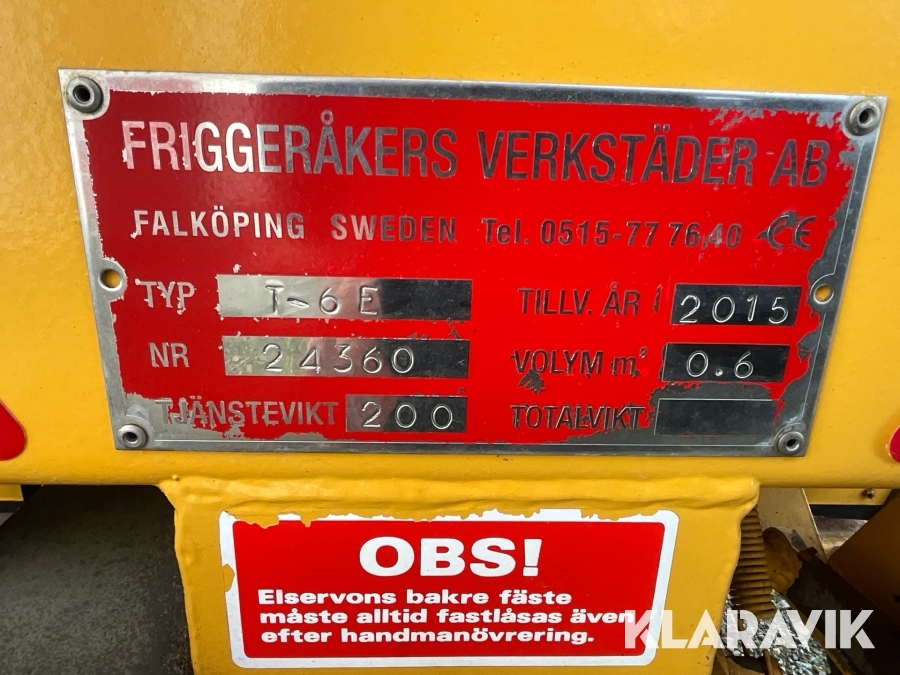 FRIGGERÅKERS VERKSTÄDER AB
FALKÖPING SWEDEN Tel. 0515-77 76 40 CE
TYP T-6E TILLV. ÅR 2015
NR 24360 VOLYM m³ 0.6
TJÄNSTEVIKT 200 TOTALVIKT
OBS!
Elservons bakre fäste
måste alltid fastlåsas även
efter handmanövrering.
KLARAVIK